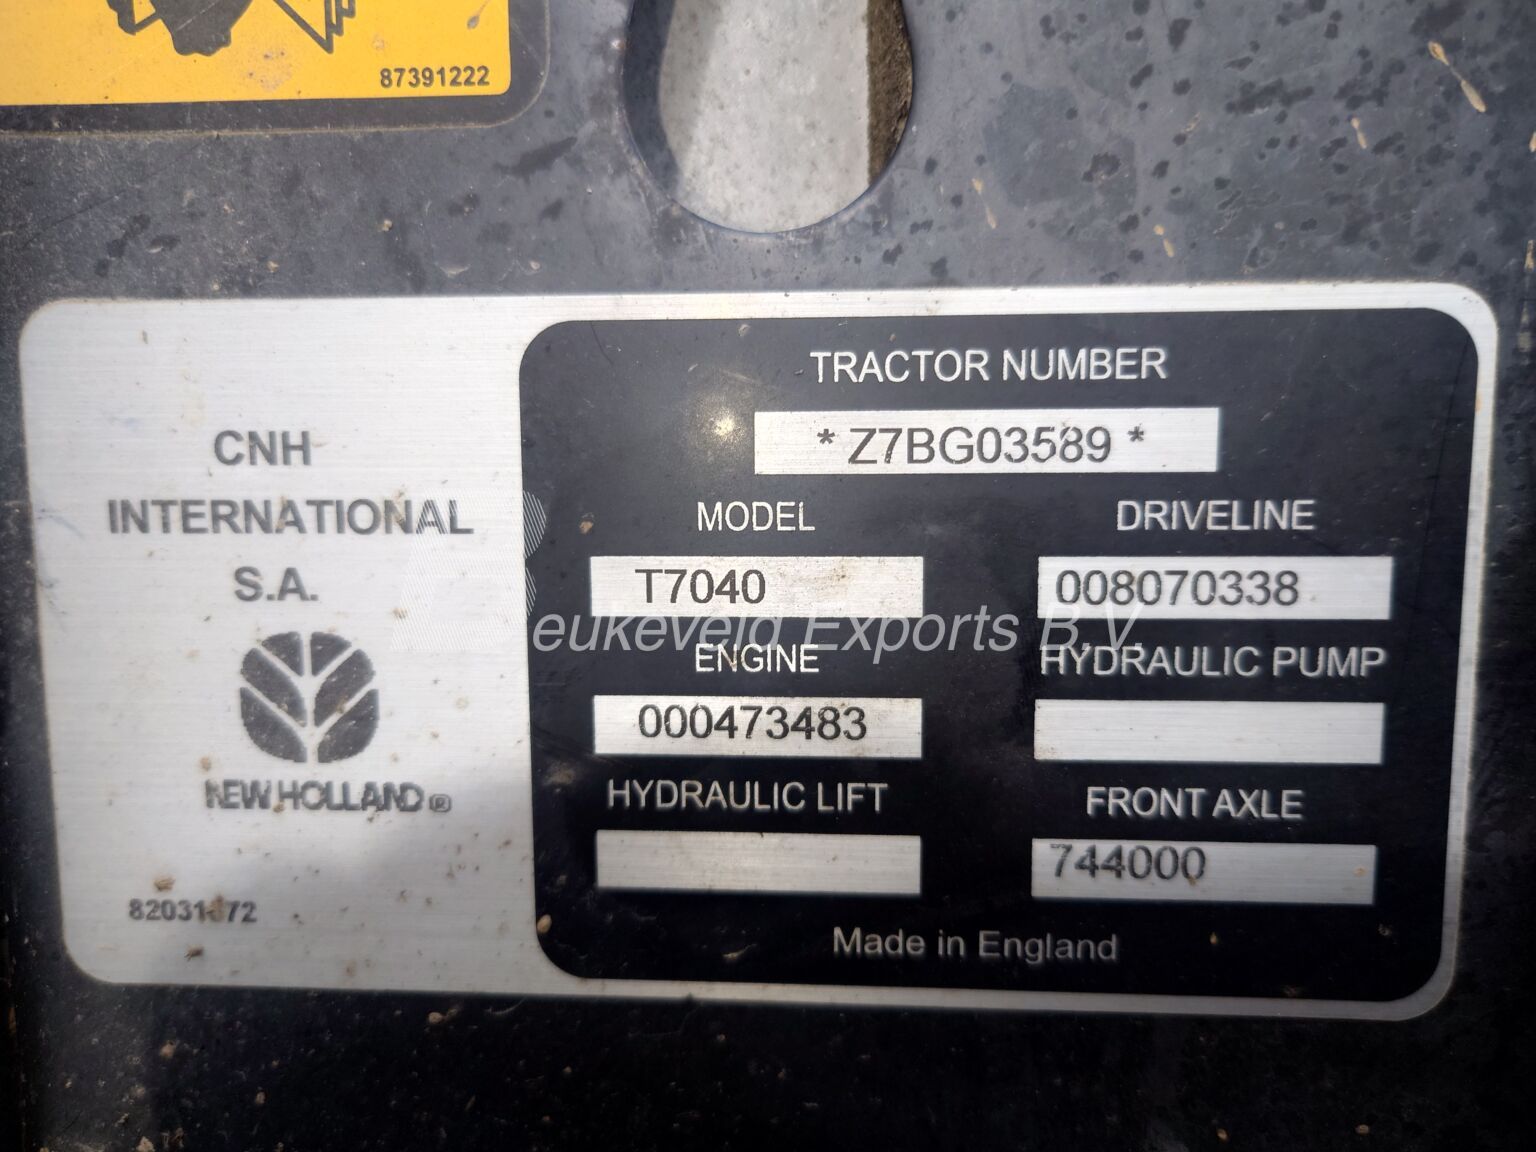 87391222
TRACTOR NUMBER
* Z7BG03589 *
CNH
INTERNATIONAL
S.A.
NEW HOLLAND®
MODEL
DRIVELINE
T7040
008070338
Beukeveld Exports B.V.
ENGINE
HYDRAULIC PUMP
000473483
HYDRAULIC LIFT
FRONT AXLE
744000
Made in England